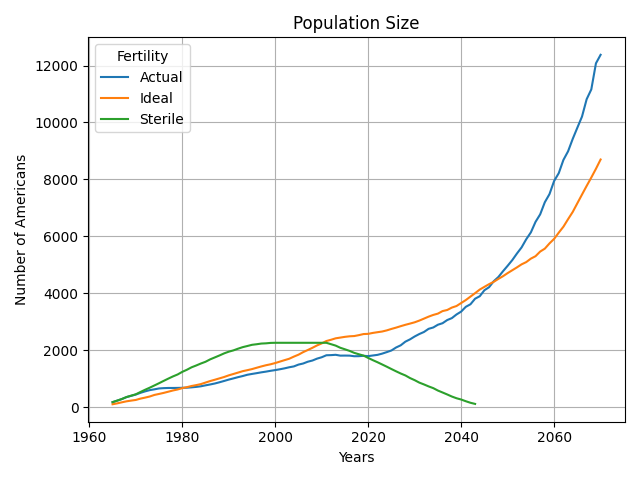 Population Size
Fertility
Actual
Ideal
Sterile
Number of Americans
12000
10000
8000
6000
4000
2000
0
1960 1980 2000 2020 2040 2060
Years